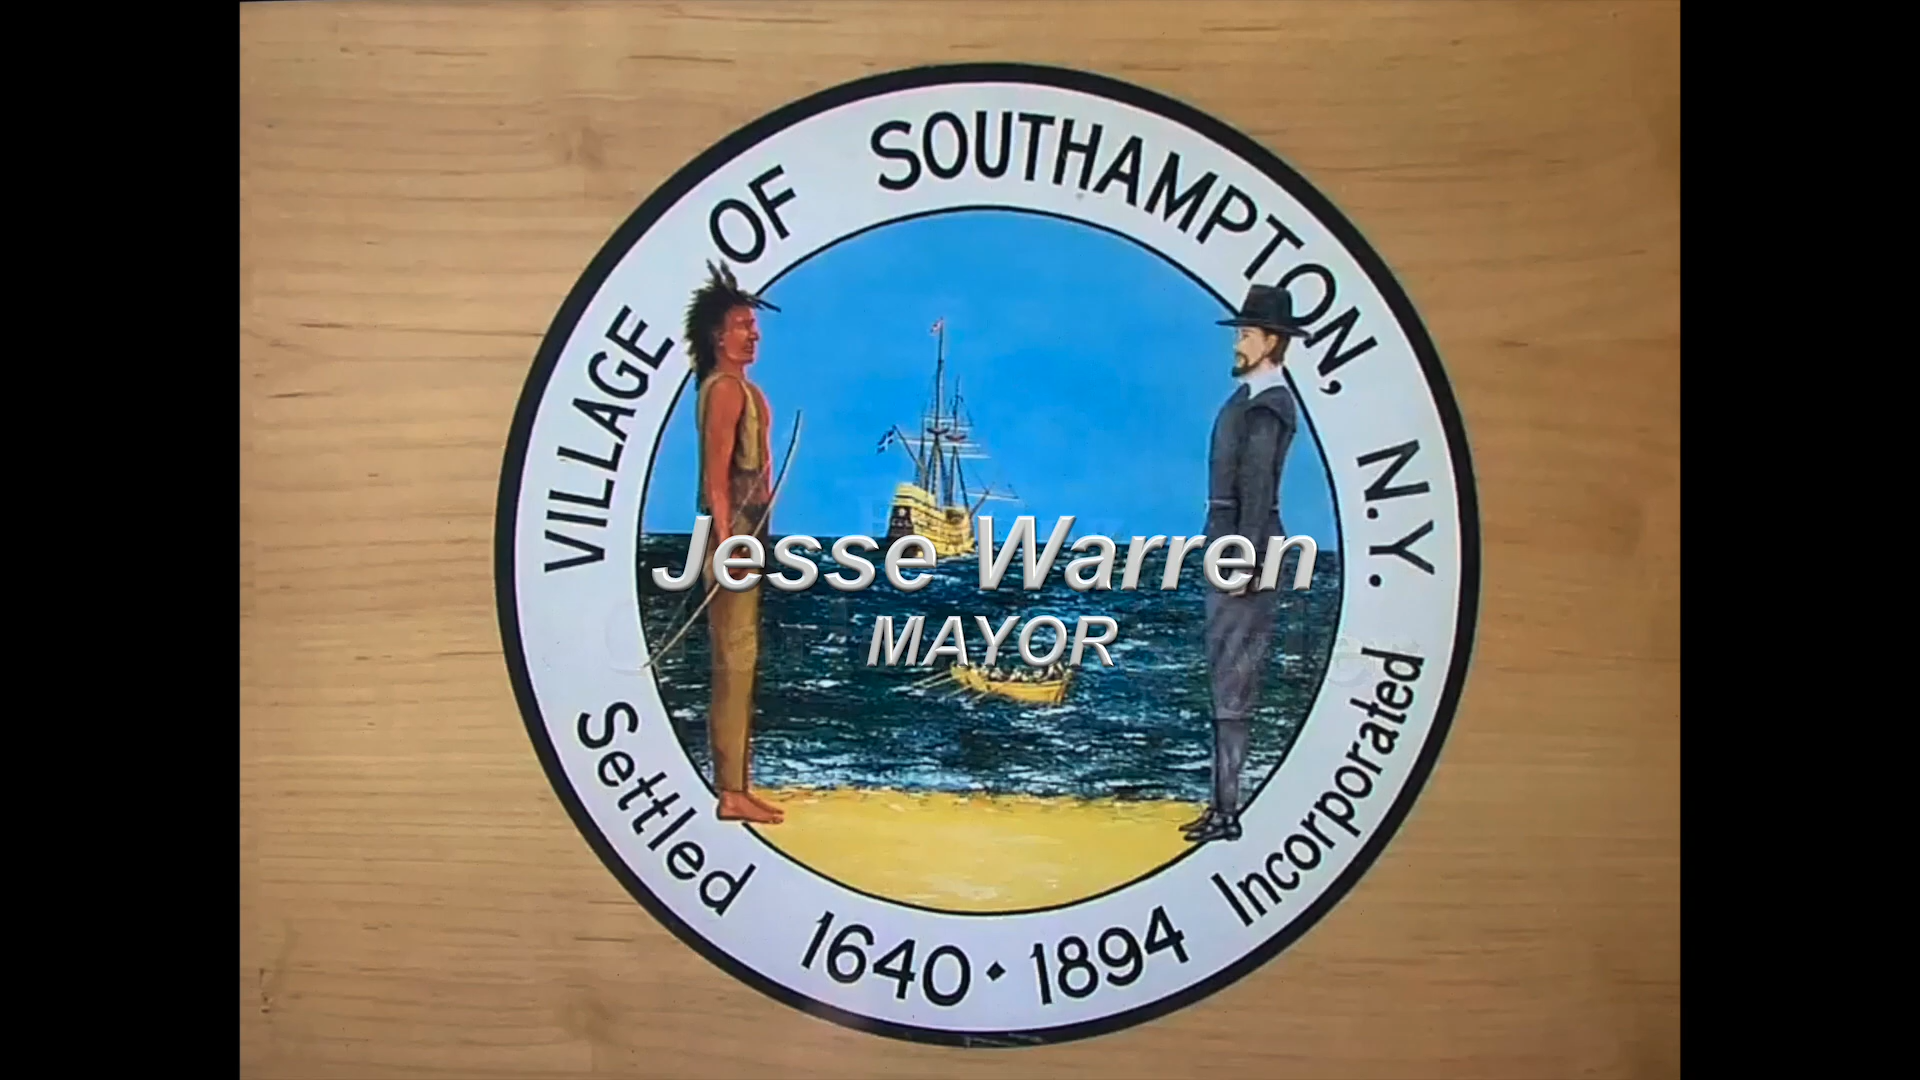 VILLAGE OF SOUTHAMPTON, N.Y.
Jesse Warren
MAYOR
Settled 1640 • 1894 Incorporated